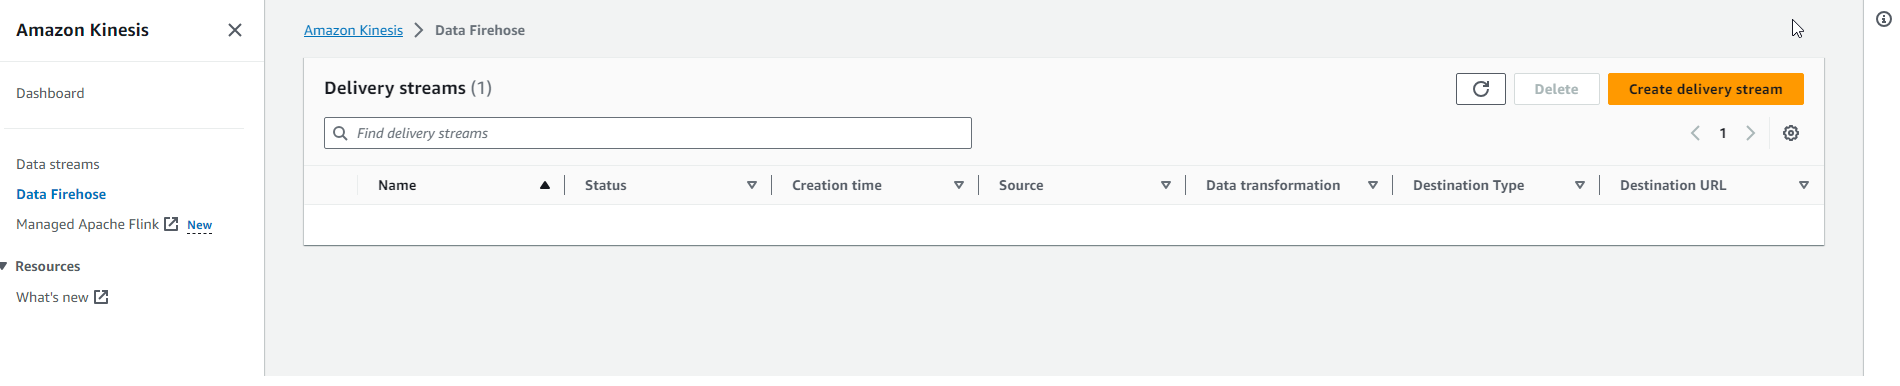 Amazon Kinesis
Dashboard
Data streams
Data Firehose
Managed Apache Flink New
Resources
What's new
Amazon Kinesis Data Firehose
Delivery streams (1)
Delete
Create delivery stream
Find delivery streams
1
Name Status Creation time Source Data transformation Destination Type Destination URL